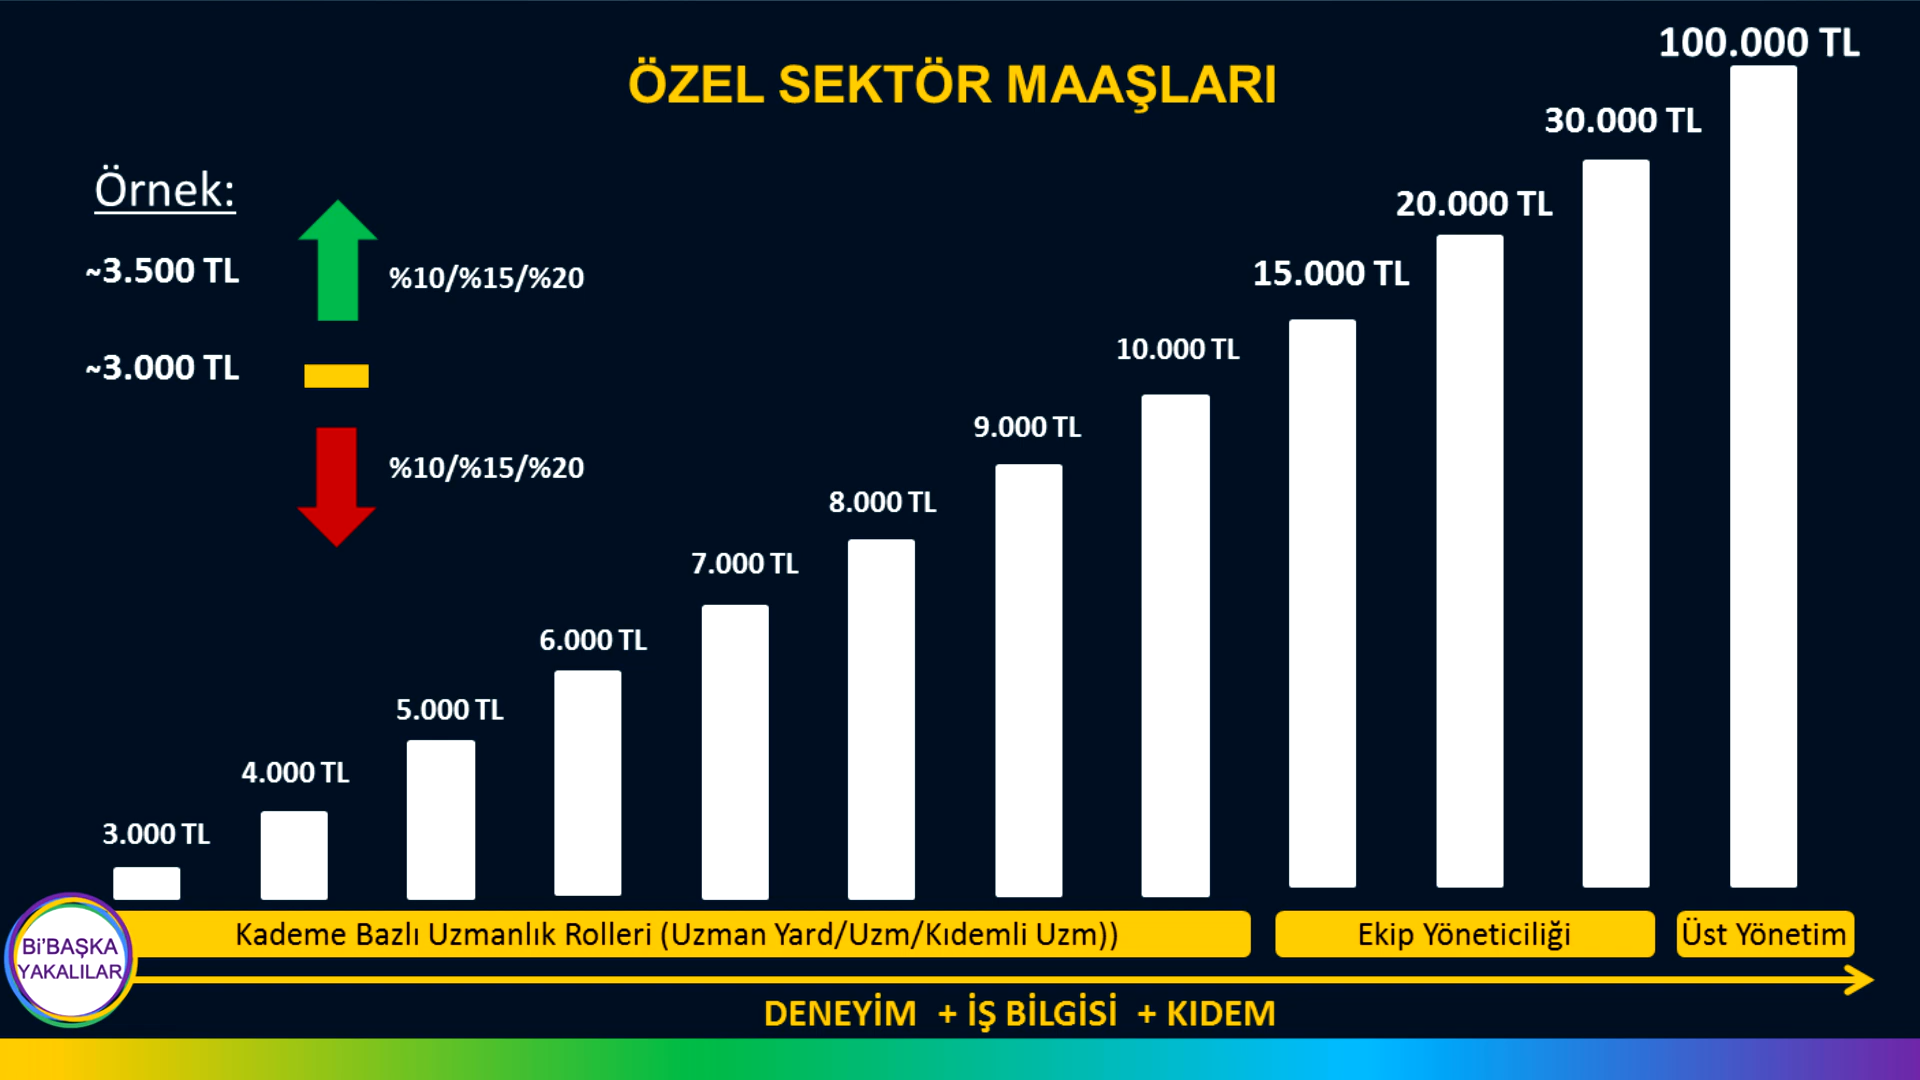 ÖZEL SEKTÖR MAAŞLARI
Örnek:
~3.500 TL
%10/%15/%20
~3.000 TL
%10/%15/%20
3.000 TL
4.000 TL
5.000 TL
6.000 TL
7.000 TL
8.000 TL
9.000 TL
10.000 TL
15.000 TL
20.000 TL
30.000 TL
100.000 TL
Kademe Bazlı Uzmanlık Rolleri (Uzman Yard/Uzm/Kıdemli Uzm))
Ekip Yöneticiliği
Üst Yönetim
Bi'BAŞKA
YAKALILAR
DENEYİM + İŞ BİLGİSİ + KIDEM